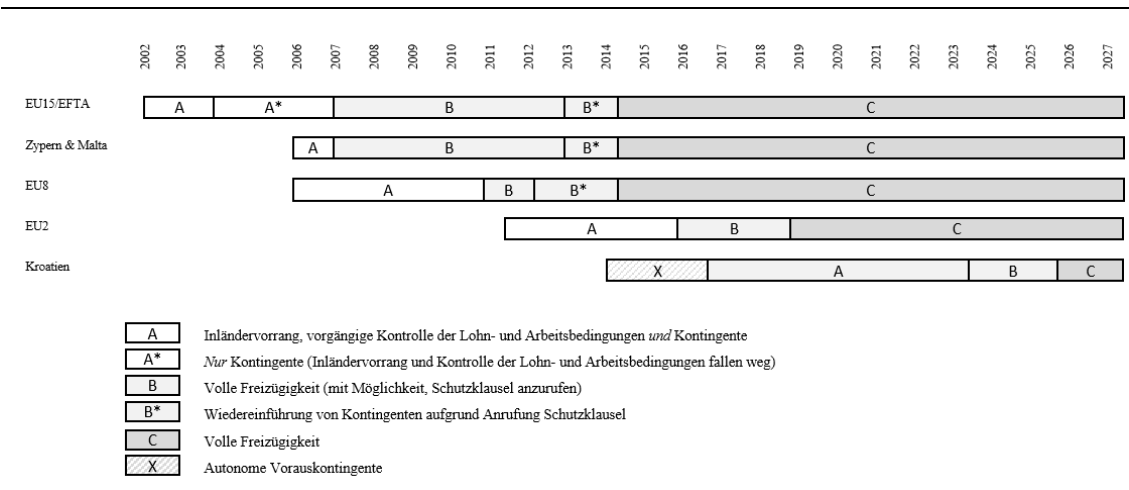 2002 2003 2004 2005 2006 2007 2008 2009 2010 2011 2012 2013 2014 2015 2016 2017 2018 2019 2020 2021 2022 2023 2024 2025 2026 2027
EU15/EFTA A A* B B* C
Zypern & Malta A B B* C
EU8 A B B* C
EU2 A B C
Kroatien X A B C
A Inländervorrang, vorgängige Kontrolle der Lohn- und Arbeitsbedingungen und Kontingente
A* Nur Kontingente (Inländervorrang und Kontrolle der Lohn- und Arbeitsbedingungen fallen weg)
B Volle Freizügigkeit (mit Möglichkeit, Schutzklausel anzurufen)
B* Wiedereinführung von Kontingenten aufgrund Anrufung Schutzklausel
C Volle Freizügigkeit
X Autonome Vorauskontingente